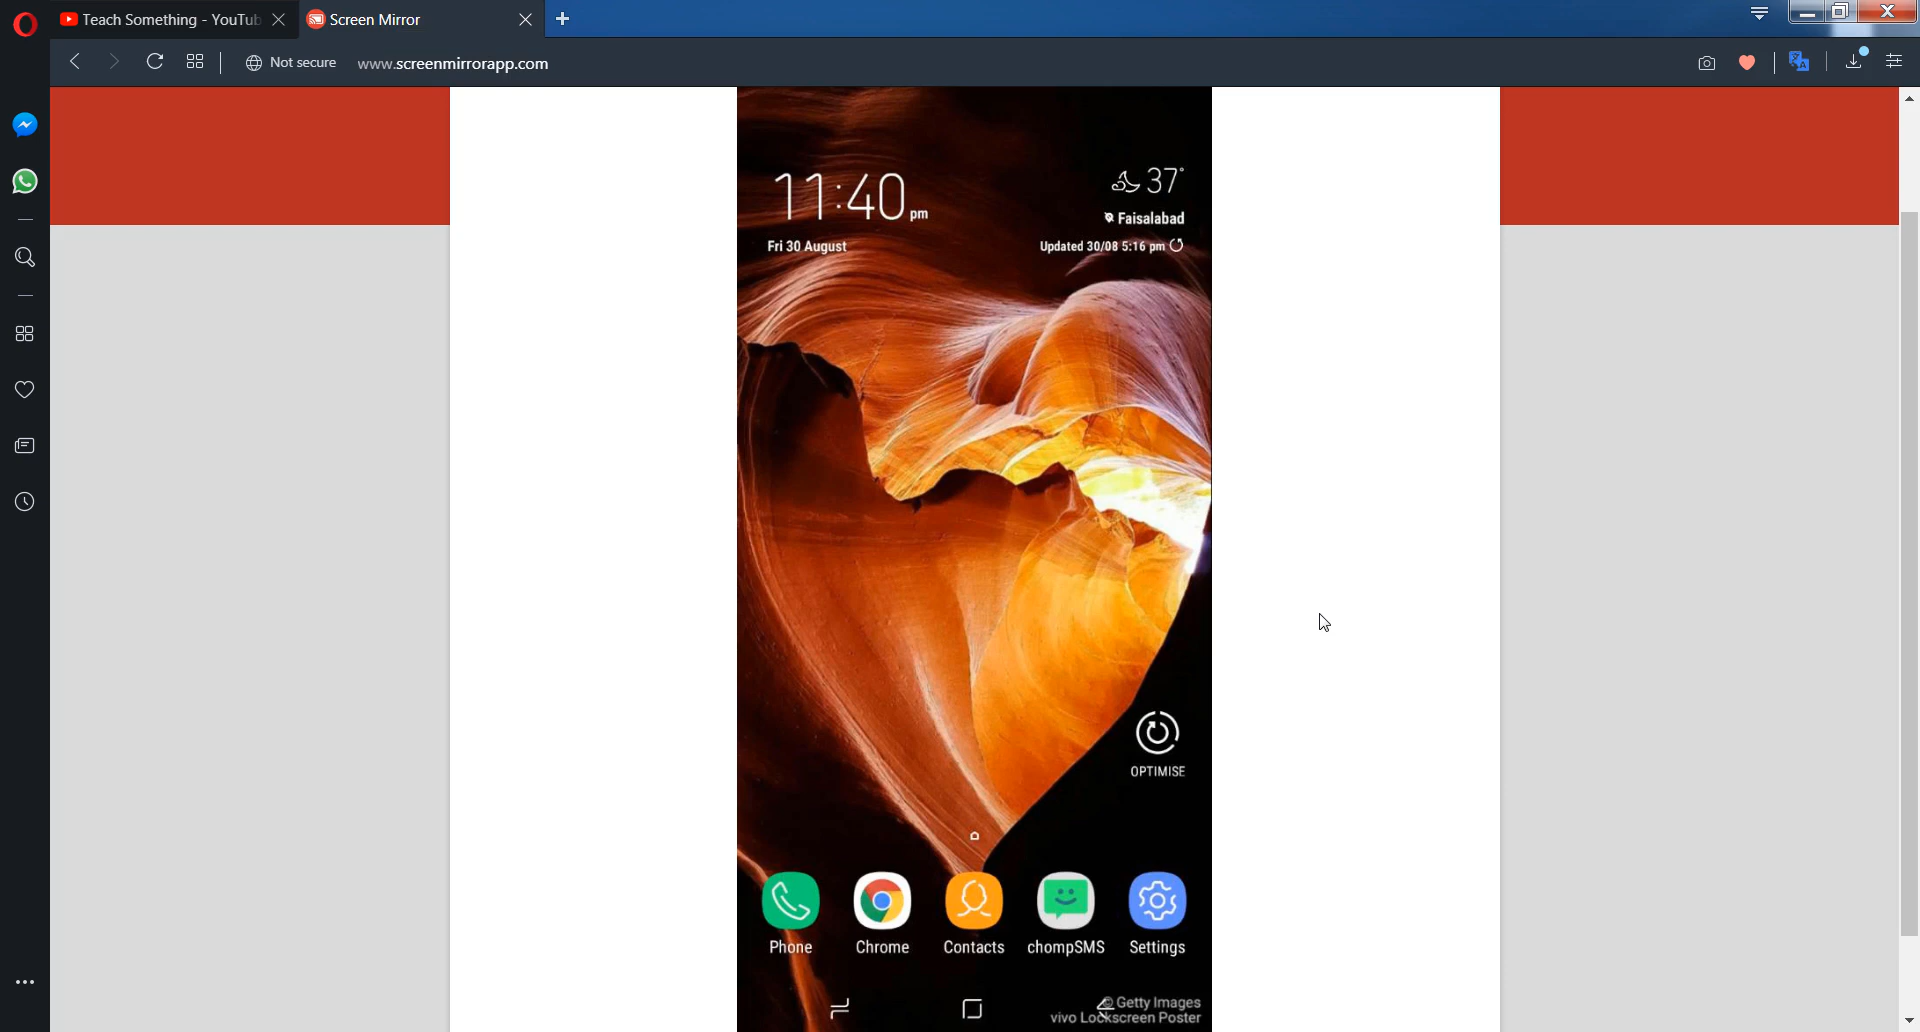 Teach Something - YouTub
Screen Mirror
Not secure
www.screenmirrorapp.com
11:40 pm
37°
Faisalabad
Fri 30 August
Updated 30/08 5:16 pm
OPTIMISE
Phone
Chrome
Contacts
chompSMS
Settings
© Getty Images
vivo Lockscreen Poster